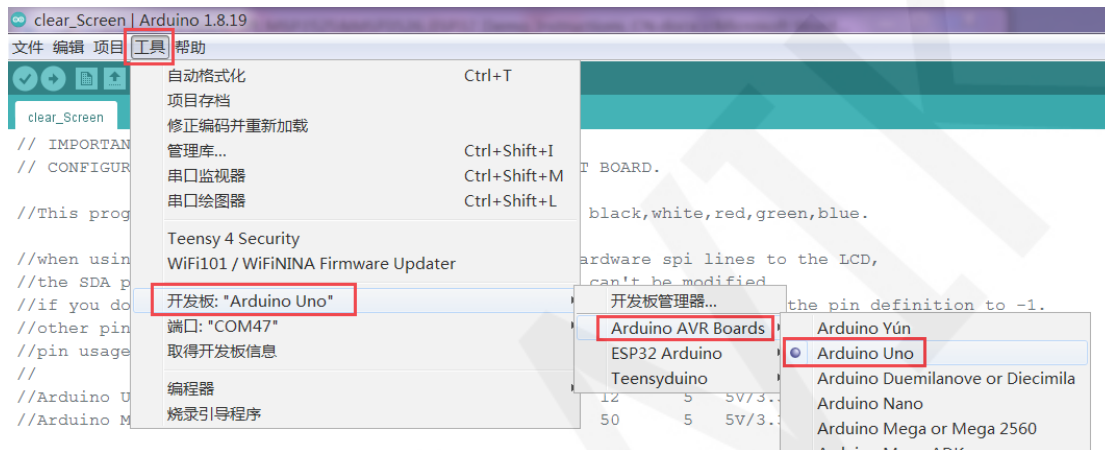 clear_Screen | Arduino 1.8.19
文件 编辑 项目 工具 帮助
clear_Screen
自动格式化 Ctrl+T
项目存档
修正编码并重新加载
管理库... Ctrl+Shift+I
串口监视器 Ctrl+Shift+M
串口绘图器 Ctrl+Shift+L
Teensy 4 Security
WiFi101 / WiFiNINA Firmware Updater
开发板: "Arduino Uno"
端口: "COM47"
取得开发板信息
编程器
烧录引导程序
开发板管理器...
Arduino AVR Boards
ESP32 Arduino
Teensyduino
Arduino Yún
Arduino Uno
Arduino Duemilanove or Diecimila
Arduino Nano
Arduino Mega or Mega 2560
// IMPORTAN
// CONFIGUR T BOARD.
//This prog black,white,red,green,blue.
//when usin ardware spi lines to the LCD,
//the SDA p can't be modified
//if you do the pin definition to -1.
//other pin
//pin usage
//
//Arduino U 12 5 5V/3.
//Arduino M 50 5 5V/3.